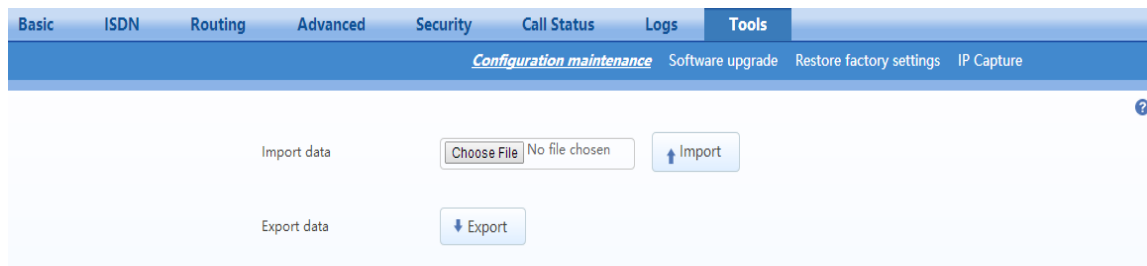 Basic ISDN Routing Advanced Security Call Status Logs Tools
Configuration maintenance Software upgrade Restore factory settings IP Capture
?
Import data Choose File No file chosen Import
Export data Export